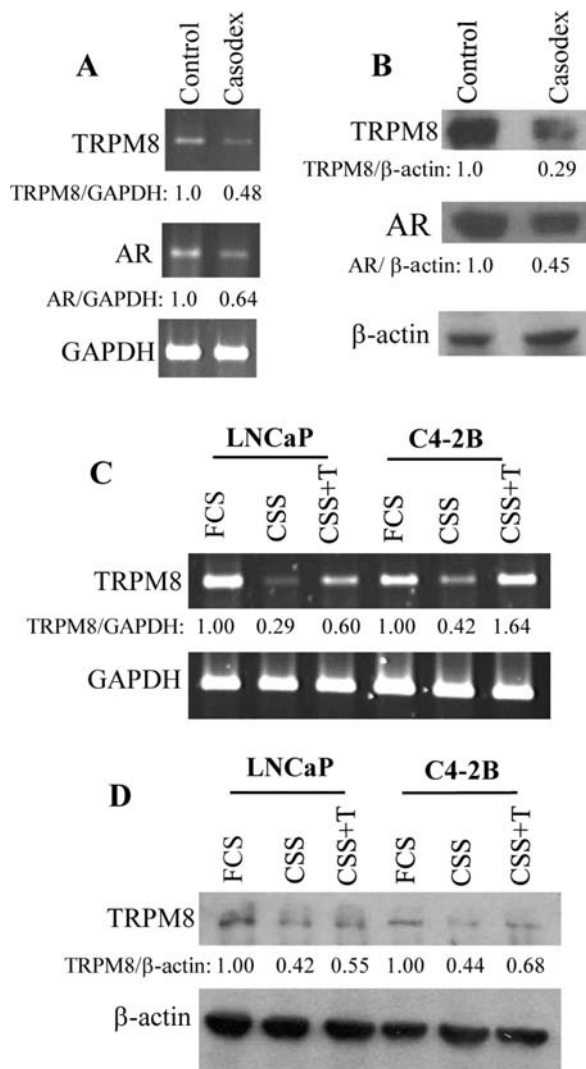 A
Control
Casodex
TRPM8
TRPM8/GAPDH: 1.0 0.48
AR
AR/GAPDH: 1.0 0.64
GAPDH
B
Control
Casodex
TRPM8
TRPM8/β-actin: 1.0 0.29
AR
AR/ β-actin: 1.0 0.45
β-actin
C
LNCaP C4-2B
FCS CSS CSS+T FCS CSS CSS+T
TRPM8
TRPM8/GAPDH: 1.00 0.29 0.60 1.00 0.42 1.64
GAPDH
D
LNCaP C4-2B
FCS CSS CSS+T FCS CSS CSS+T
TRPM8
TRPM8/β-actin: 1.00 0.42 0.55 1.00 0.44 0.68
β-actin